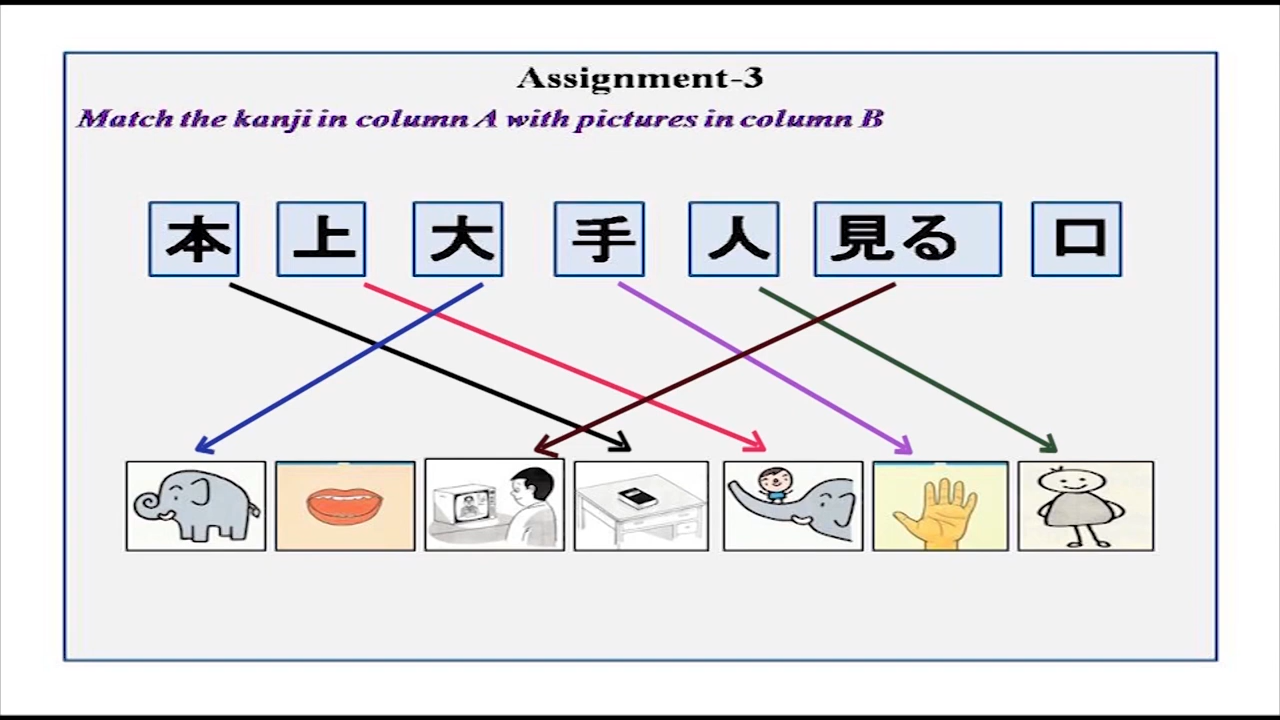 Assignment-3
Match the kanji in column A with pictures in column B
本 上 大 手 人 見る 口